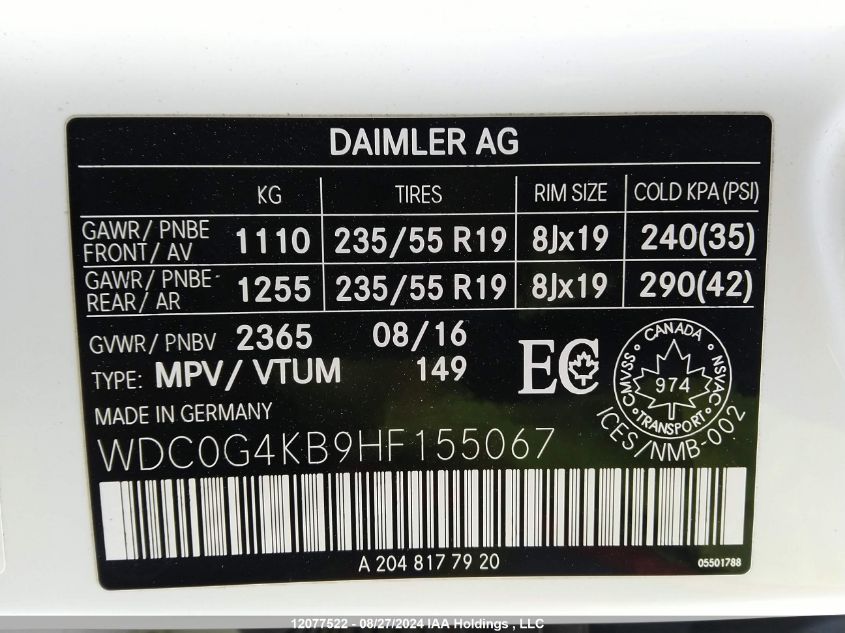 DAIMLER AG
KG TIRES RIM SIZE COLD KPA (PSI)
GAWR/ PNBE FRONT/ AV 1110 235/55 R19 8Jx19 240(35)
GAWR/ PNBE REAR/ AR 1255 235/55 R19 8Jx19 290(42)
GVWR/ PNBV 2365 08/16
TYPE: MPV/ VTUM 149
EC
CANADA
CMVSS 974 NSVAC
TRANSPORT
ICES/NMB-002
MADE IN GERMANY
WDC0G4KB9HF155067
A 204 817 79 20
05501788
12077522 - 08/27/2024 IAA Holdings , LLC